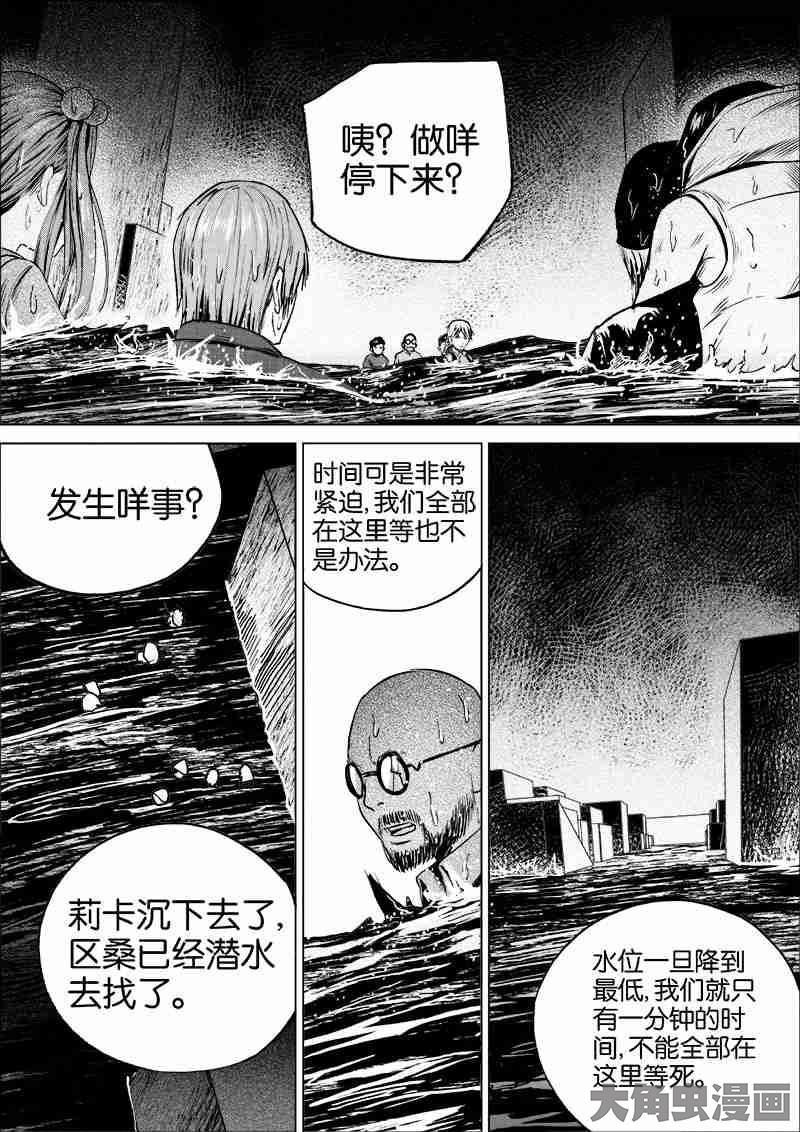 咦？做咩
停下来？
发生咩事？
莉卡沉下去了，
区桑已经潜水
去找了。
时间可是非常
紧迫，我们全部
在这里等也不
是办法。
水位一旦降到
最低，我们就只
有一分钟的时
间，不能全部在
这里等死。
大角虫漫画